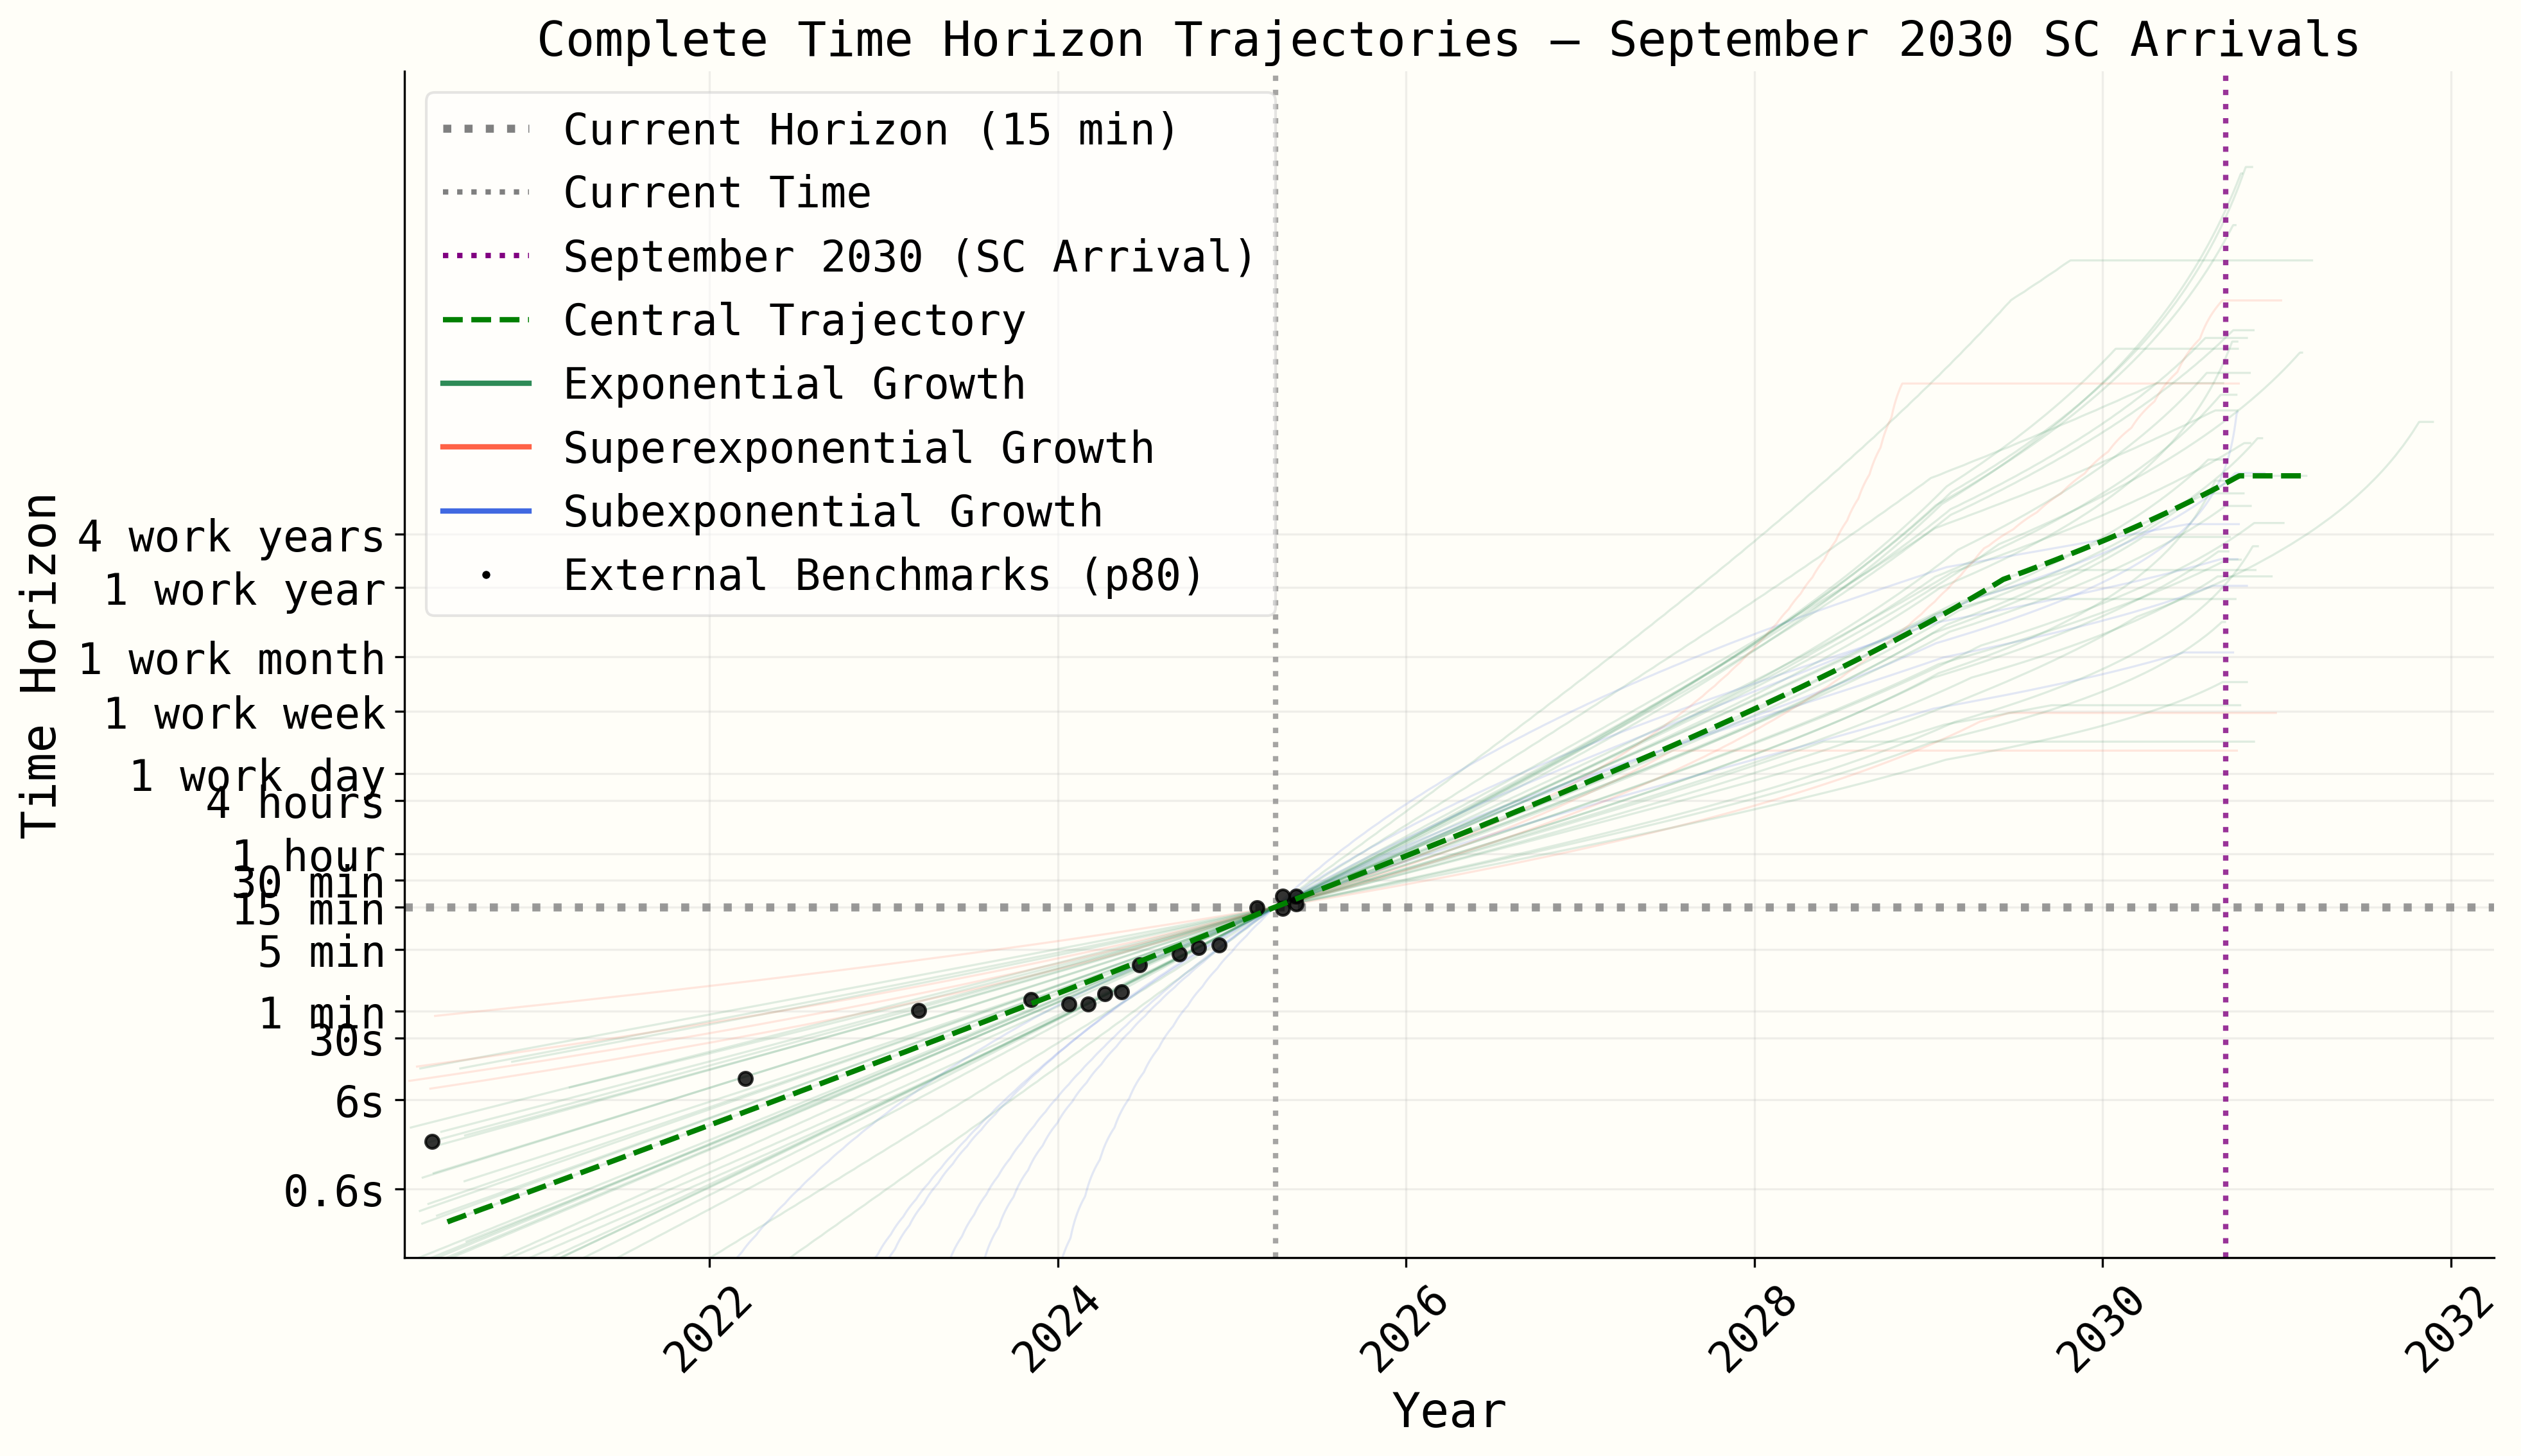 Complete Time Horizon Trajectories — September 2030 SC Arrivals
Current Horizon (15 min)
Current Time
September 2030 (SC Arrival)
Central Trajectory
Exponential Growth
Superexponential Growth
Subexponential Growth
External Benchmarks (p80)
Time Horizon
4 work years
1 work year
1 work month
1 work week
1 work day
4 hours
1 hour
30 min
15 min
5 min
1 min
30s
6s
0.6s
2022
2024
2026
2028
2030
2032
Year